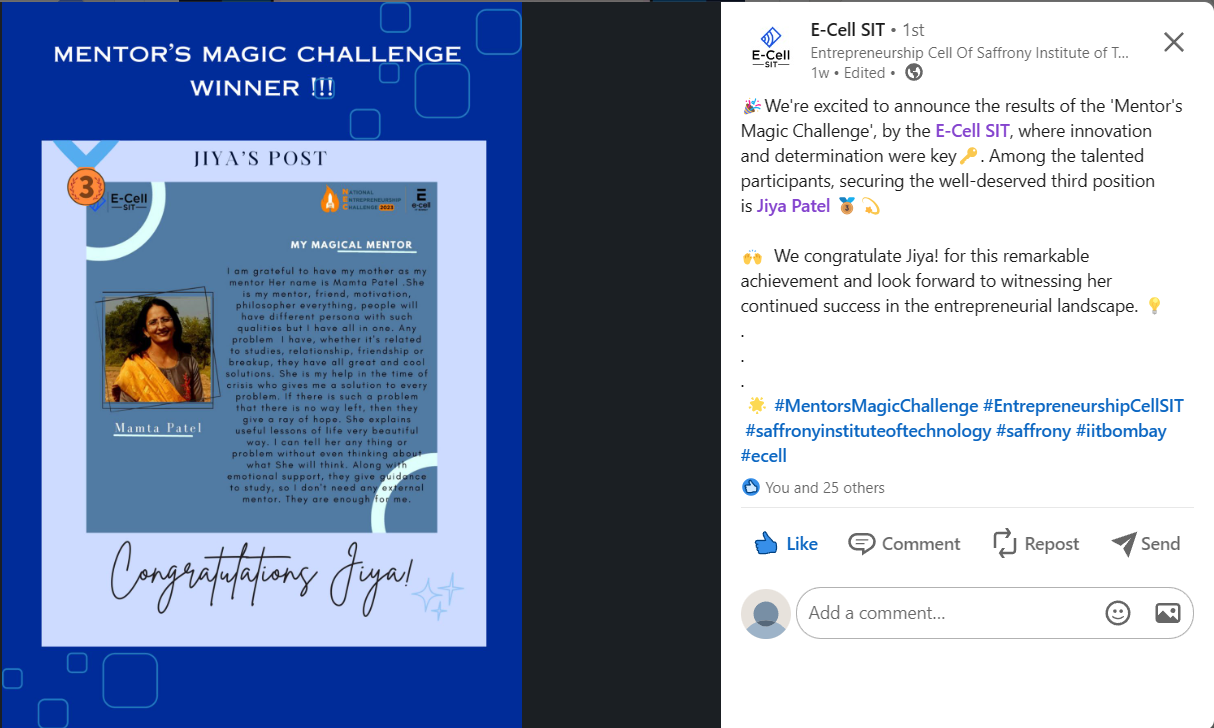 MENTOR'S MAGIC CHALLENGE
WINNER !!!
JIYA'S POST
3
E-Cell
SIT
NATIONAL
ENTREPRENEURSHIP
CHALLENGE 2023
E
e-cell
MY MAGICAL MENTOR
I am grateful to have my mother as my
mentor Her name is Mamta Patel .She
is my mentor, friend, motivation,
philosopher everything, people will
have different persona with such
qualities but I have all in one. Any
problem I have, whether it's related
to studies, relationship, friendship or
breakup, they have all great and cool
solutions. She is my help in the time of
crisis who gives me a solution to every
problem. If there is such a problem
that there is no way left, then they
give a ray of hope. She explains
useful lessons of life very beautiful
way. I can tell her any thing or
problem without even thinking about
what She will think. Along with
emotional support, they give guidance
to study, so I don't need any external
mentor. They are enough for me.
Mamta Patel
Congratulations Jiya!
E-Cell
SIT
E-Cell SIT • 1st
Entrepreneurship Cell Of Saffrony Institute of T...
1w • Edited •
🎉We're excited to announce the results of the 'Mentor's
Magic Challenge', by the E-Cell SIT, where innovation
and determination were key🔑. Among the talented
participants, securing the well-deserved third position
is Jiya Patel 🥉 💫
🙌 We congratulate Jiya! for this remarkable
achievement and look forward to witnessing her
continued success in the entrepreneurial landscape. 💡
.
.
.
🌟 #MentorsMagicChallenge #EntrepreneurshipCellSIT
#saffronyinstituteoftechnology #saffrony #iitbombay
#ecell
You and 25 others
Like
Comment
Repost
Send
Add a comment...